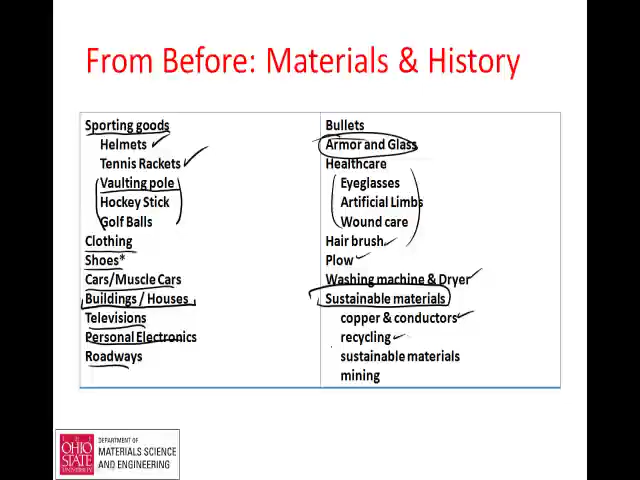 From Before: Materials & History
Sporting goods
Helmets
Tennis Rackets
Vaulting pole
Hockey Stick
Golf Balls
Clothing
Shoes*
Cars/Muscle Cars
Buildings / Houses
Televisions
Personal Electronics
Roadways
Bullets
Armor and Glass
Healthcare
Eyeglasses
Artificial Limbs
Wound care
Hair brush
Plow
Washing machine & Dryer
Sustainable materials
copper & conductors
recycling
sustainable materials
mining
T · H · E
OHIO
STATE
UNIVERSITY
DEPARTMENT OF
MATERIALS SCIENCE
AND ENGINEERING